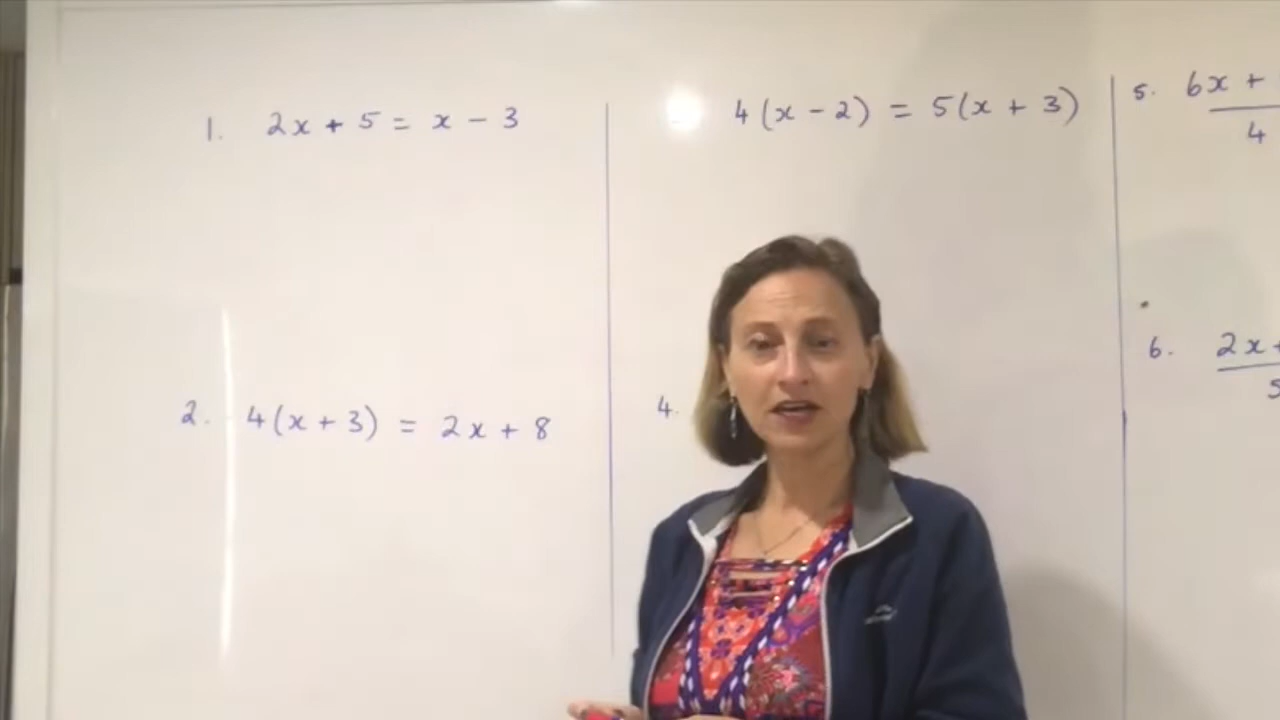 1. 2x + 5 = x - 3
2. 4(x + 3) = 2x + 8
4(x - 2) = 5(x + 3)
4.
5. 6x +
4
6. 2x +
5